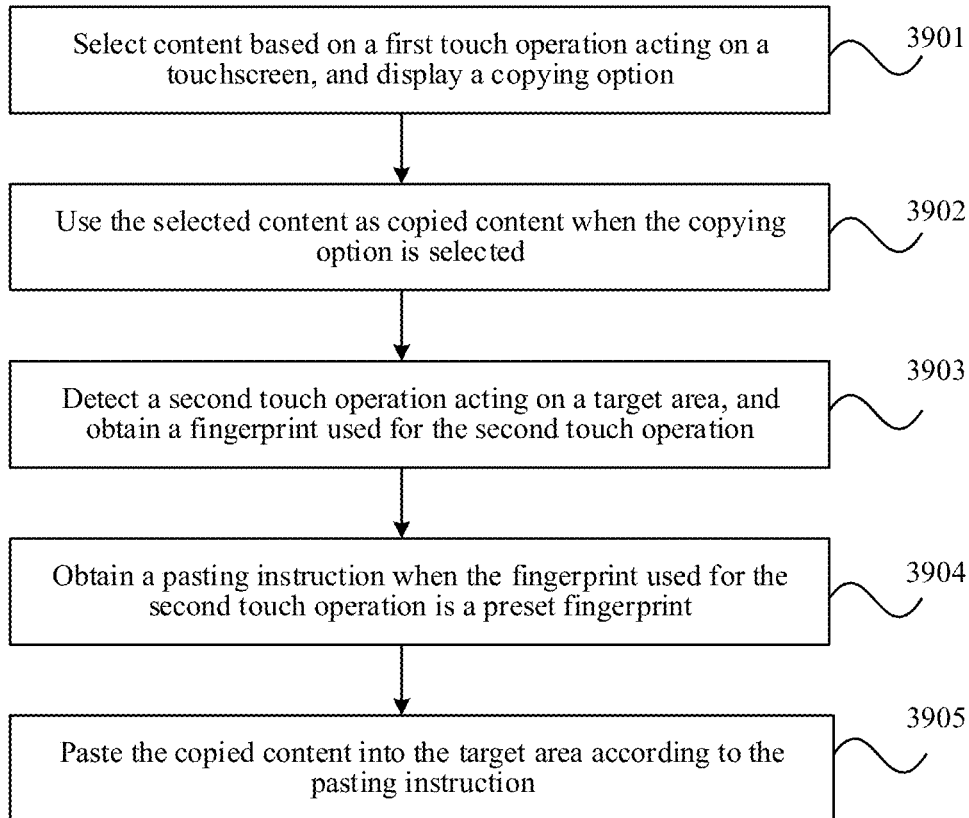 Select content based on a first touch operation acting on a
touchscreen, and display a copying option
3901
Use the selected content as copied content when the copying
option is selected
3902
Detect a second touch operation acting on a target area, and
obtain a fingerprint used for the second touch operation
3903
Obtain a pasting instruction when the fingerprint used for the
second touch operation is a preset fingerprint
3904
Paste the copied content into the target area according to the
pasting instruction
3905